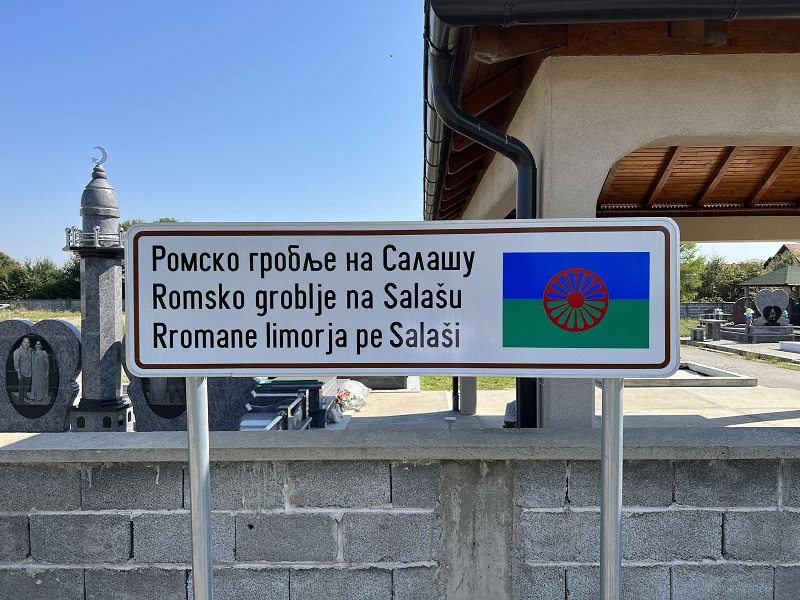 Ромско гробље на Салашу
Romsko groblje na Salašu
Rromane limorja pe Salaši